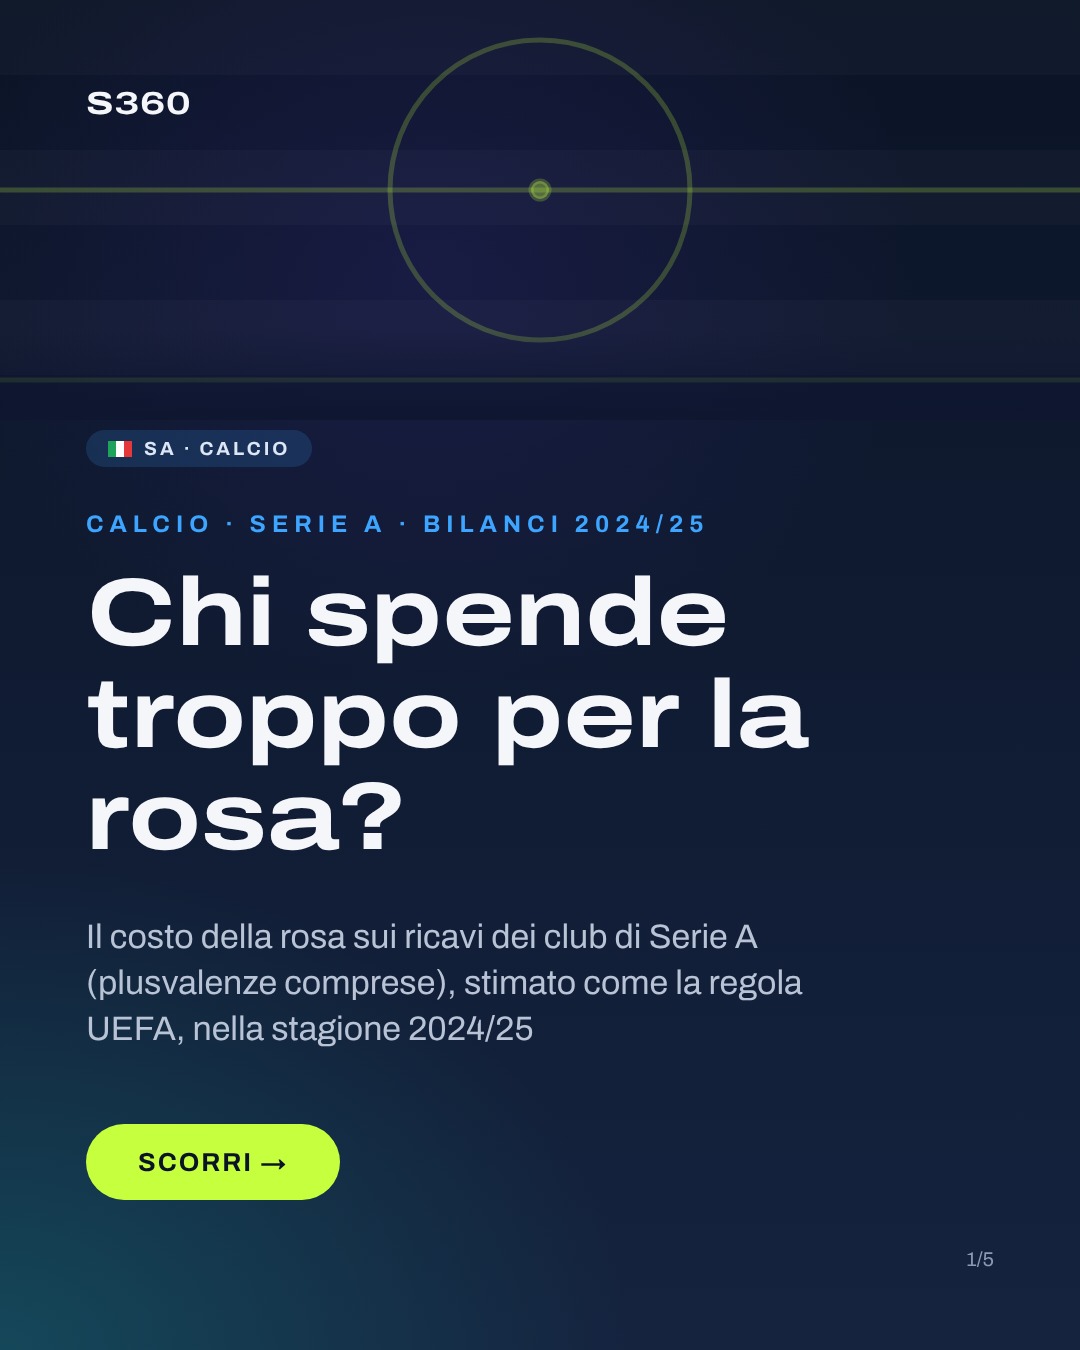 S360
SA · CALCIO
CALCIO · SERIE A · BILANCI 2024/25
Chi spende
troppo per la
rosa?
Il costo della rosa sui ricavi dei club di Serie A
(plusvalenze comprese), stimato come la regola
UEFA, nella stagione 2024/25
SCORRI →
1/5